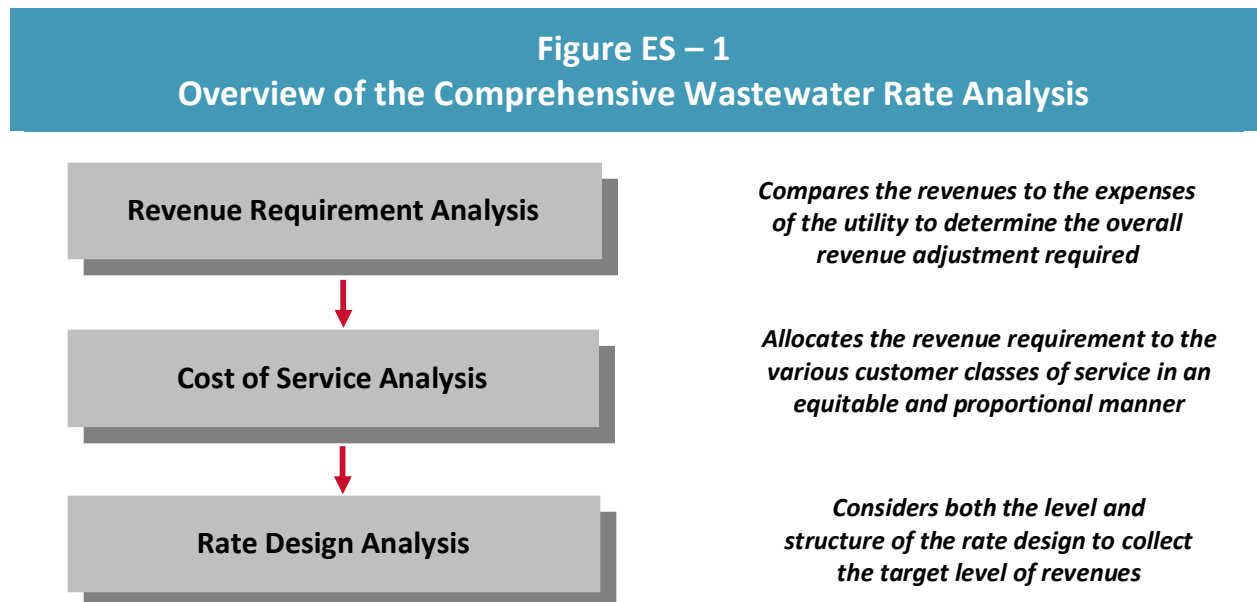 Figure ES – 1
Overview of the Comprehensive Wastewater Rate Analysis
Revenue Requirement Analysis
Compares the revenues to the expenses
of the utility to determine the overall
revenue adjustment required
Cost of Service Analysis
Allocates the revenue requirement to the
various customer classes of service in an
equitable and proportional manner
Rate Design Analysis
Considers both the level and
structure of the rate design to collect
the target level of revenues